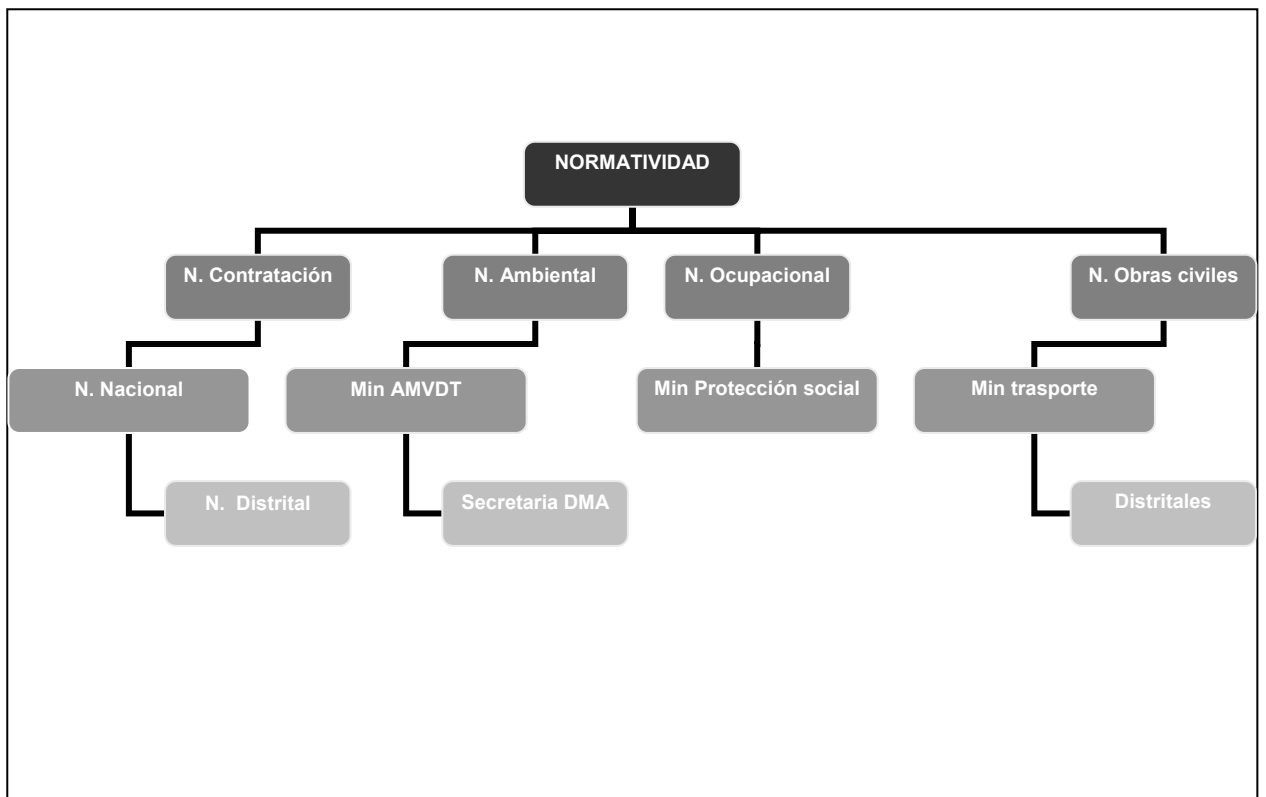 NORMATIVIDAD
N. Contratación
N. Ambiental
N. Ocupacional
N. Obras civiles
N. Nacional
Min AMVDT
Min Protección social
Min trasporte
N. Distrital
Secretaria DMA
Distritales